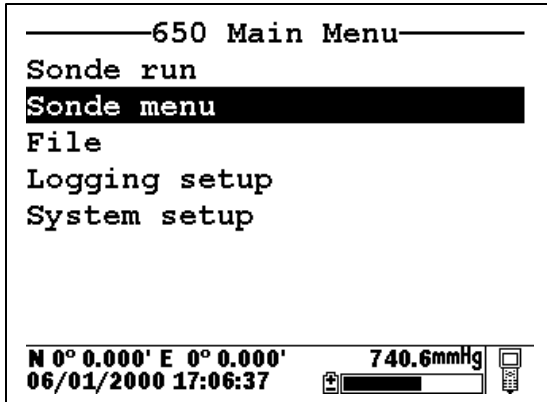 650 Main Menu
Sonde run
Sonde menu
File
Logging setup
System setup
N 0° 0.000' E 0° 0.000' 740.6mmHg
06/01/2000 17:06:37